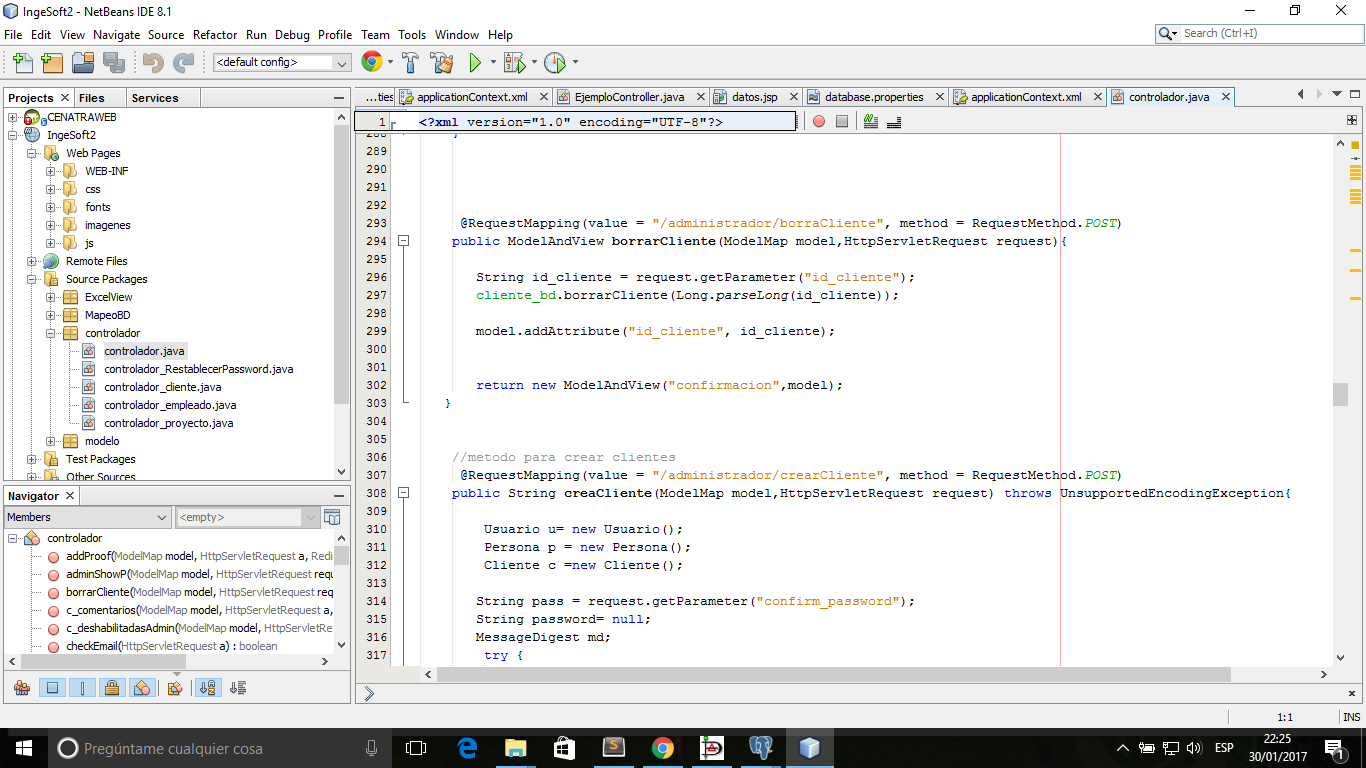 IngeSoft2 - NetBeans IDE 8.1
File Edit View Navigate Source Refactor Run Debug Profile Team Tools Window Help
Search (Ctrl+I)
<default config>
Projects Files Services
CENATRAWEB
IngeSoft2
Web Pages
WEB-INF
css
fonts
imagenes
js
Remote Files
Source Packages
ExcelView
MapeoBD
controlador
controlador.java
controlador_RestablecerPassword.java
controlador_cliente.java
controlador_empleado.java
controlador_proyecto.java
modelo
Test Packages
Other Sources
Navigator
Members <empty>
controlador
addProof(ModelMap model, HttpServletRequest a, Redi
adminShowP(ModelMap model, HttpServletRequest requ
borrarCliente(ModelMap model, HttpServletRequest req
c_comentarios(ModelMap model, HttpServletRequest a,
c_deshabilitadasAdmin(ModelMap model, HttpServletRe
checkEmail(HttpServletRequest a) : boolean
...ties applicationContext.xml EjemploController.java datos.jsp database.properties applicationContext.xml controlador.java
1 <?xml version="1.0" encoding="UTF-8"?>
288 }
289
290
291
292
293 @RequestMapping(value = "/administrador/borraCliente", method = RequestMethod.POST)
294 public ModelAndView borrarCliente(ModelMap model,HttpServletRequest request){
295
296 String id_cliente = request.getParameter("id_cliente");
297 cliente_bd.borrarCliente(Long.parseLong(id_cliente));
298
299 model.addAttribute("id_cliente", id_cliente);
300
301
302 return new ModelAndView("confirmacion",model);
303 }
304
305
306 //metodo para crear clientes
307 @RequestMapping(value = "/administrador/crearCliente", method = RequestMethod.POST)
308 public String creaCliente(ModelMap model,HttpServletRequest request) throws UnsupportedEncodingException{
309
310 Usuario u= new Usuario();
311 Persona p = new Persona();
312 Cliente c =new Cliente();
313
314 String pass = request.getParameter("confirm_password");
315 String password= null;
316 MessageDigest md;
317 try {
1:1 INS
Pregúntame cualquier cosa
ESP
22:25
30/01/2017
1